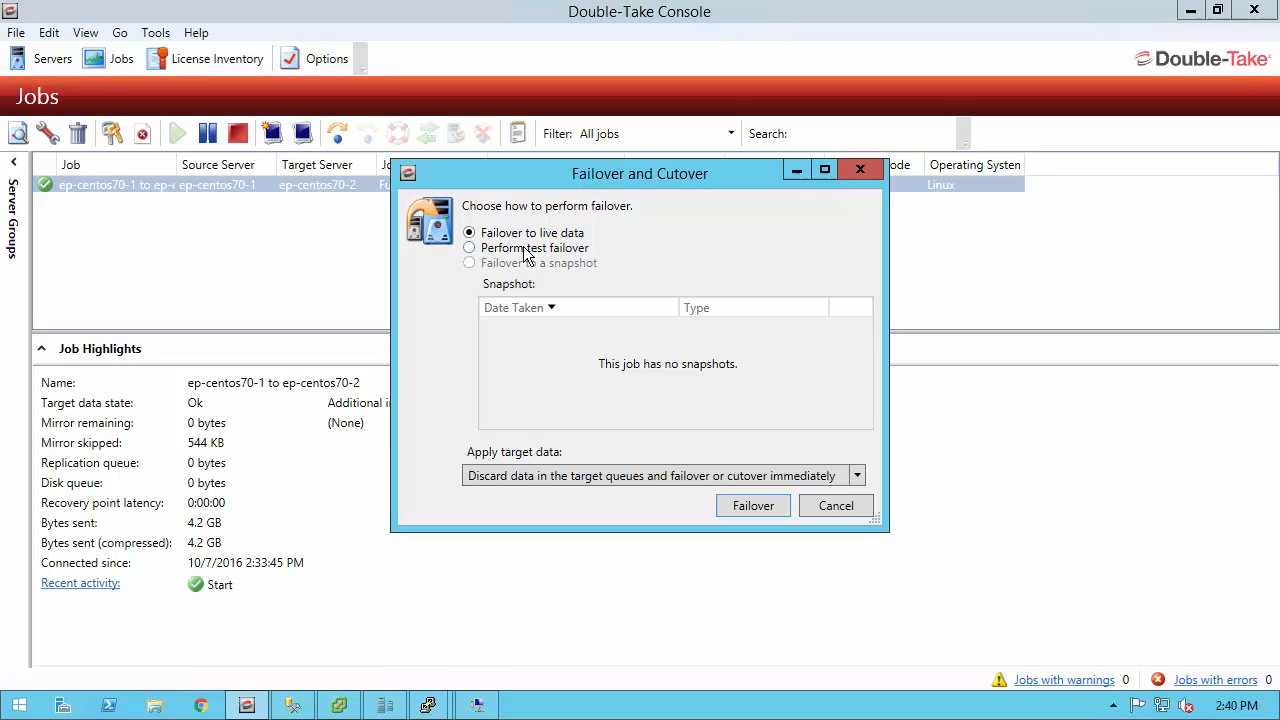 Double-Take Console
File Edit View Go Tools Help
Servers Jobs License Inventory Options Double-Take
Jobs
Filter: All jobs Search:
Job Source Server Target Server Operating System
ep-centos70-1 to ep- ep-centos70-1 ep-centos70-2 Linux
Server Groups
Failover and Cutover
Choose how to perform failover.
Failover to live data
Perform test failover
Failover to a snapshot
Snapshot:
Date Taken Type
This job has no snapshots.
Apply target data:
Discard data in the target queues and failover or cutover immediately
Failover Cancel
Job Highlights
Name: ep-centos70-1 to ep-centos70-2
Target data state: Ok Additional i
Mirror remaining: 0 bytes (None)
Mirror skipped: 544 KB
Replication queue: 0 bytes
Disk queue: 0 bytes
Recovery point latency: 0:00:00
Bytes sent: 4.2 GB
Bytes sent (compressed): 4.2 GB
Connected since: 10/7/2016 2:33:45 PM
Recent activity: Start
Jobs with warnings 0 Jobs with errors 0
2:40 PM